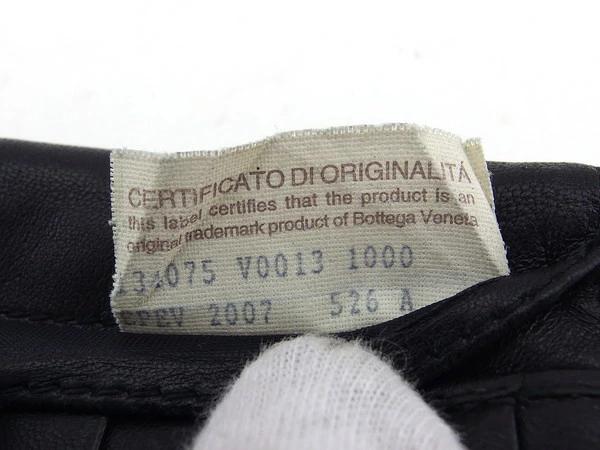 CERTIFICATO DI ORIGINALITÁ
this label certifies that the product is an
original trademark product of Bottega Veneta
V0013 1000
2007 526 A